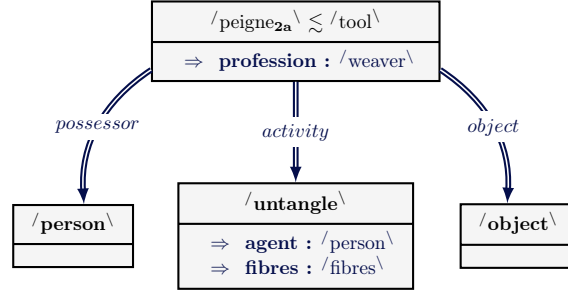 /peigne2a\ ≲ /tool\
⇒ profession : /weaver\
possessor
activity
object
/person\
/untangle\
⇒ agent : /person\
⇒ fibres : /fibres\
/object\